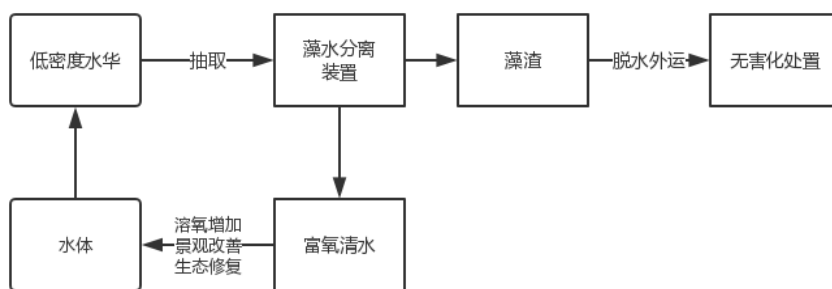 低密度水华
抽取
藻水分离
装置
藻渣
脱水外运
无害化处置
水体
溶氧增加
景观改善
生态修复
富氧清水